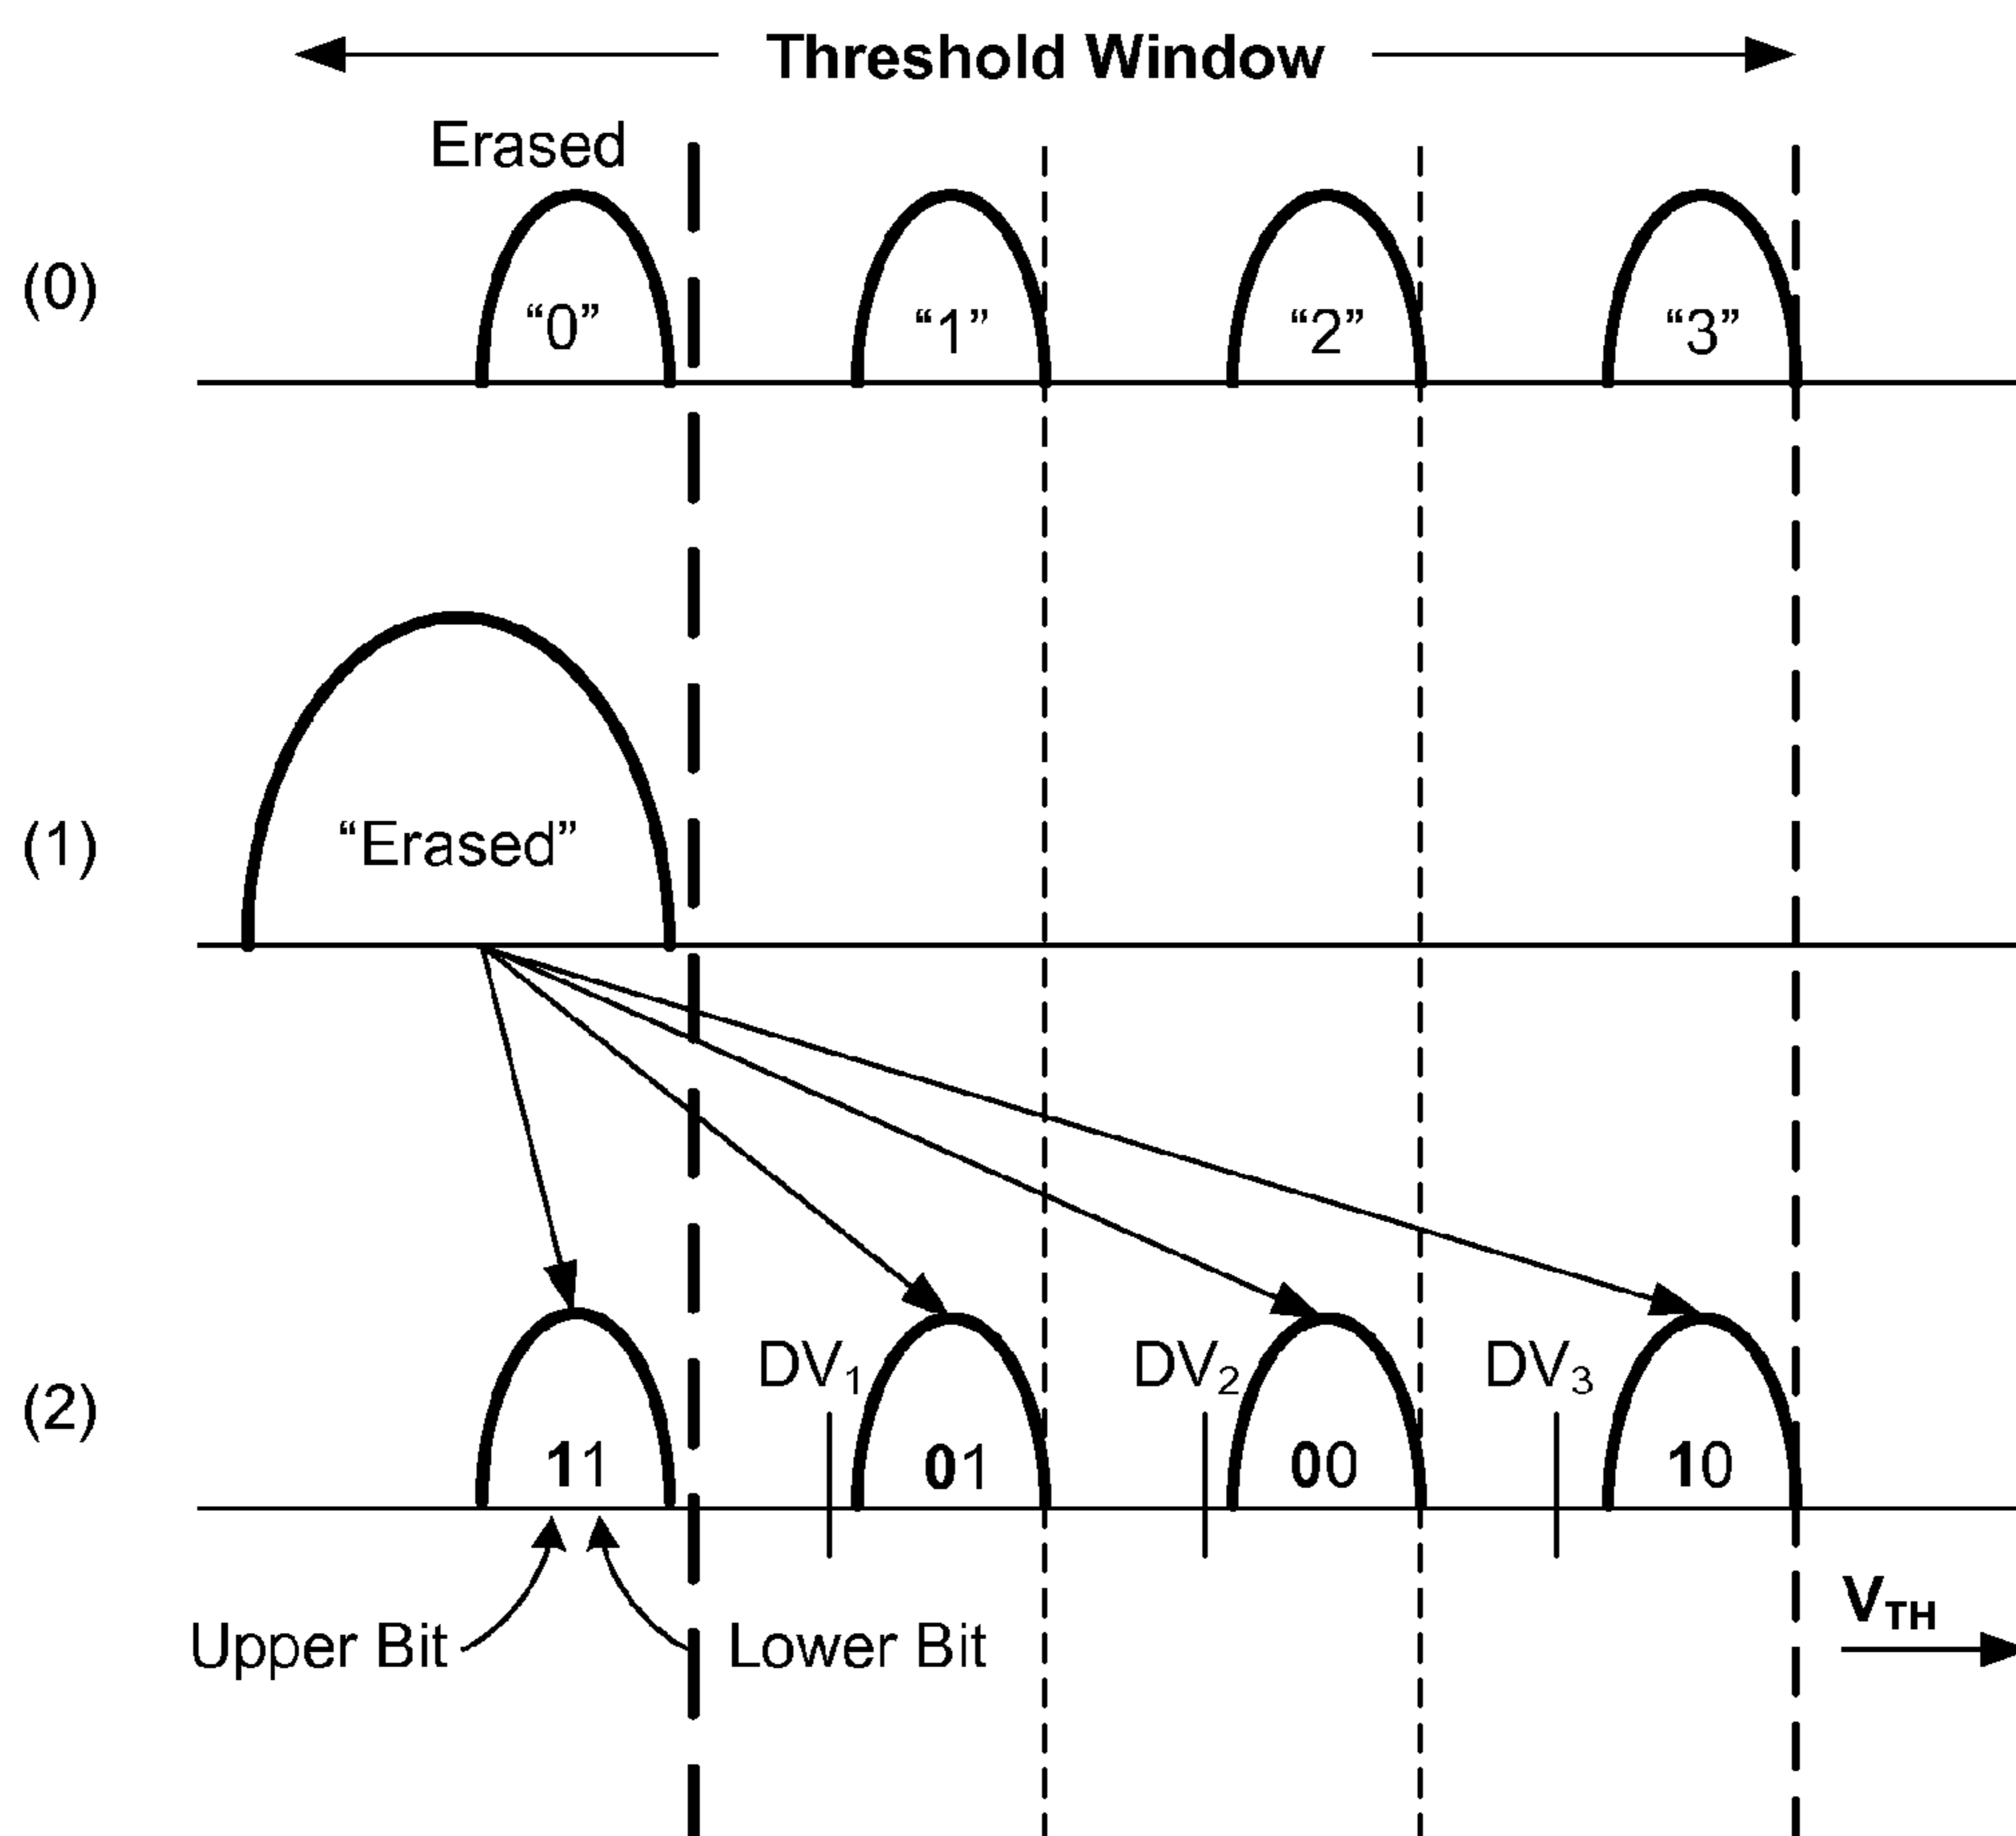 Threshold Window
Erased
(0)
“0” “1” “2” “3”
(1)
“Erased”
(2)
DV1 DV2 DV3
11 01 00 10
Upper Bit Lower Bit
VTH